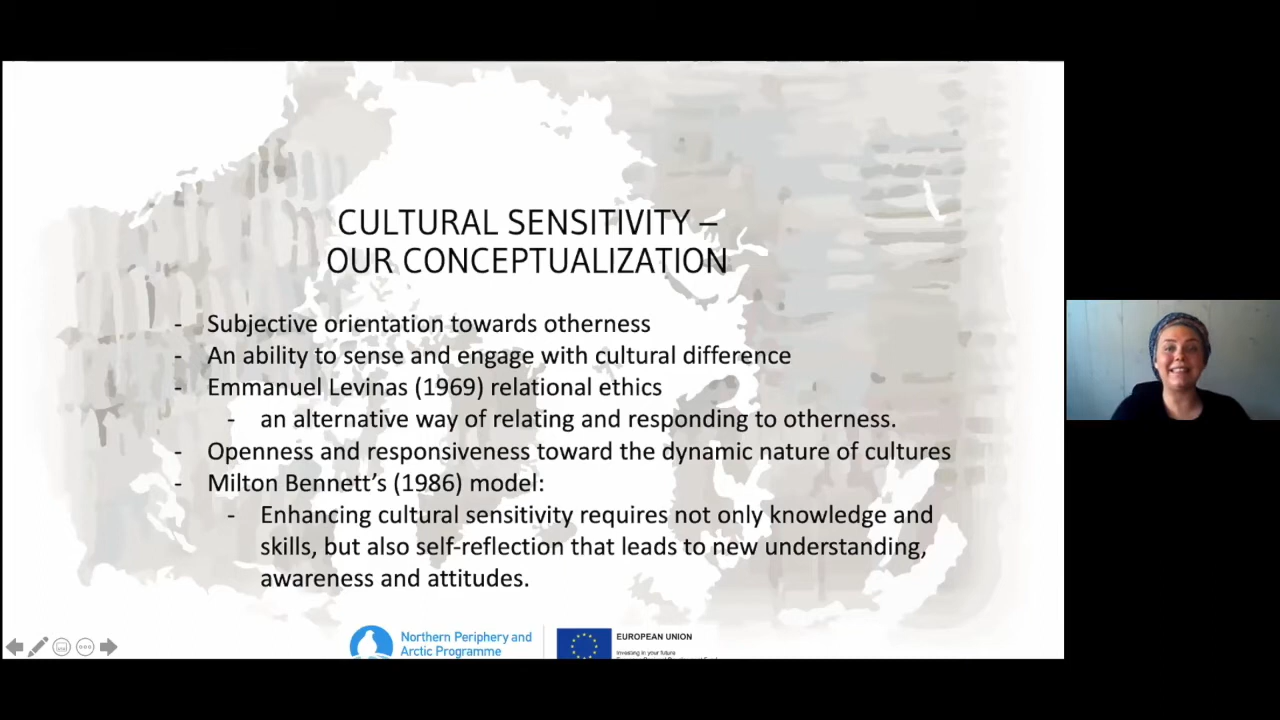 CULTURAL SENSITIVITY –
OUR CONCEPTUALIZATION
- Subjective orientation towards otherness
- An ability to sense and engage with cultural difference
- Emmanuel Levinas (1969) relational ethics
- an alternative way of relating and responding to otherness.
- Openness and responsiveness toward the dynamic nature of cultures
- Milton Bennett’s (1986) model:
- Enhancing cultural sensitivity requires not only knowledge and
skills, but also self-reflection that leads to new understanding,
awareness and attitudes.
Northern Periphery and
Arctic Programme
EUROPEAN UNION
Investing in your future